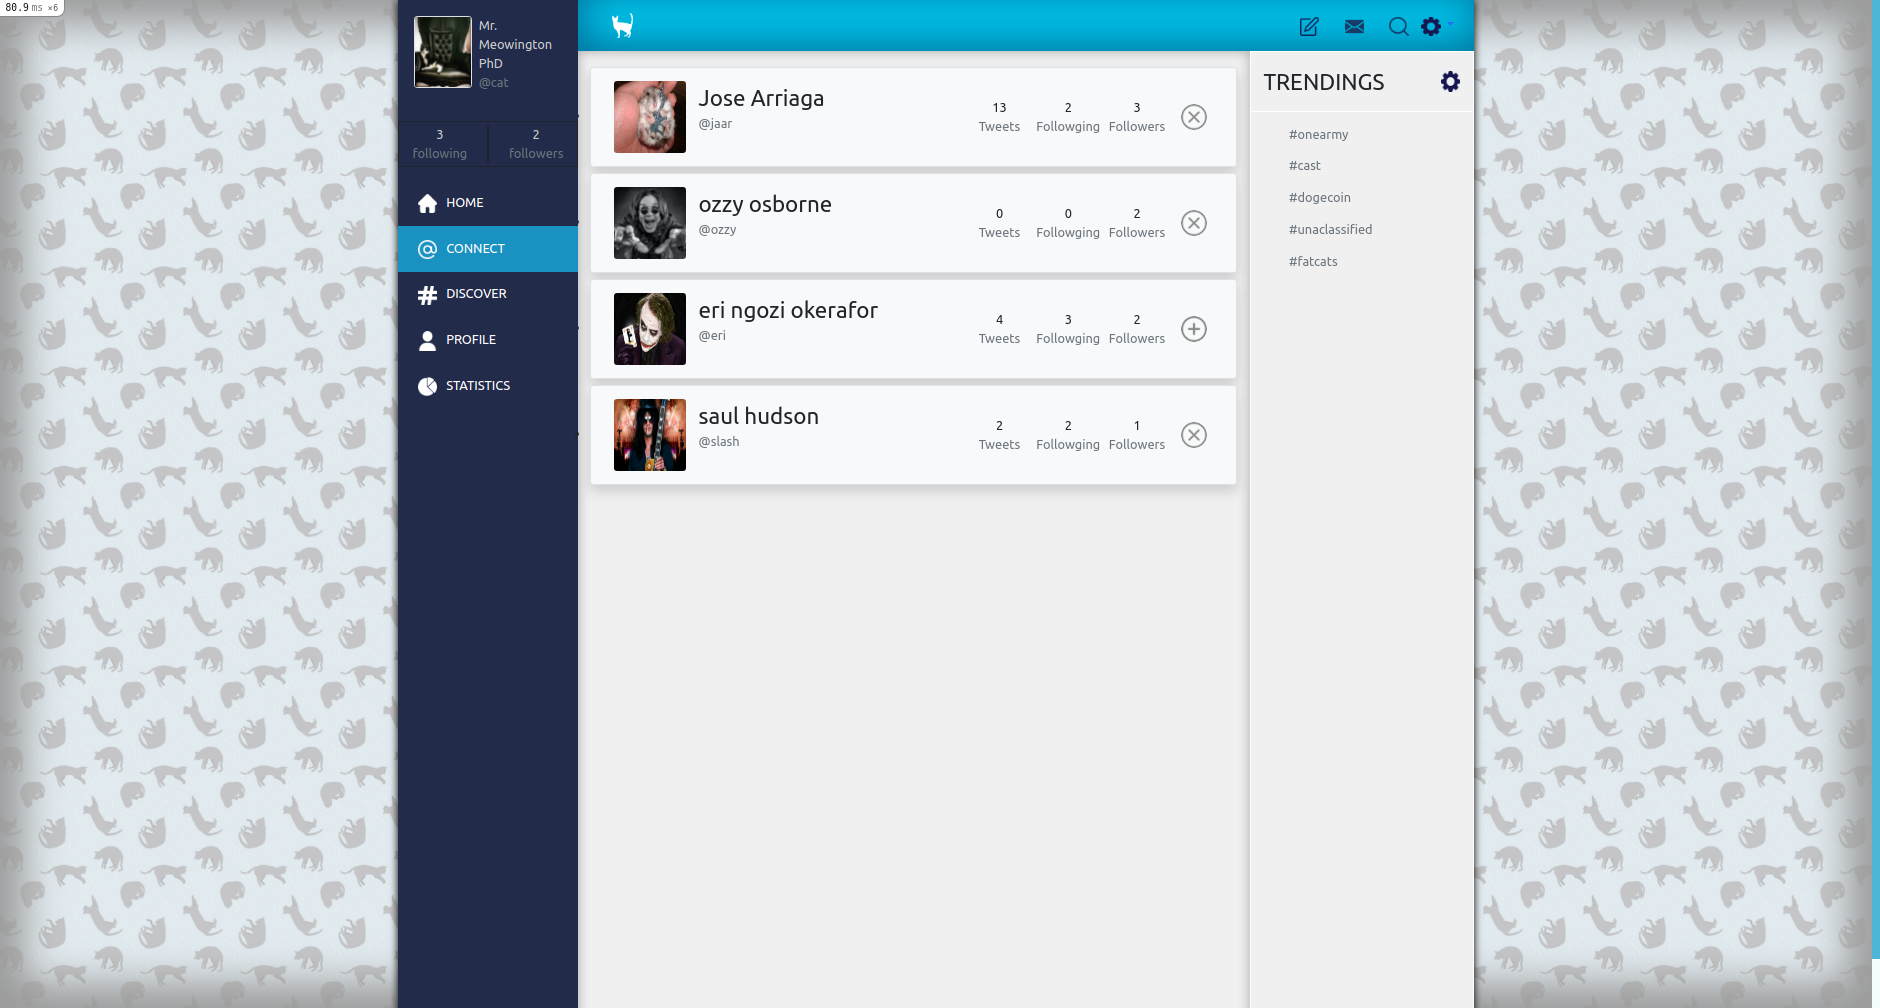 80.9 ms ×6
Mr.
Meowington
PhD
@cat
3
following
2
followers
HOME
CONNECT
DISCOVER
PROFILE
STATISTICS
Jose Arriaga
@jaar
13 2 3
Tweets Followging Followers
ozzy osborne
@ozzy
0 0 2
Tweets Followging Followers
eri ngozi okerafor
@eri
4 3 2
Tweets Followging Followers
saul hudson
@slash
2 2 1
Tweets Followging Followers
TRENDINGS
#onearmy
#cast
#dogecoin
#unaclassified
#fatcats